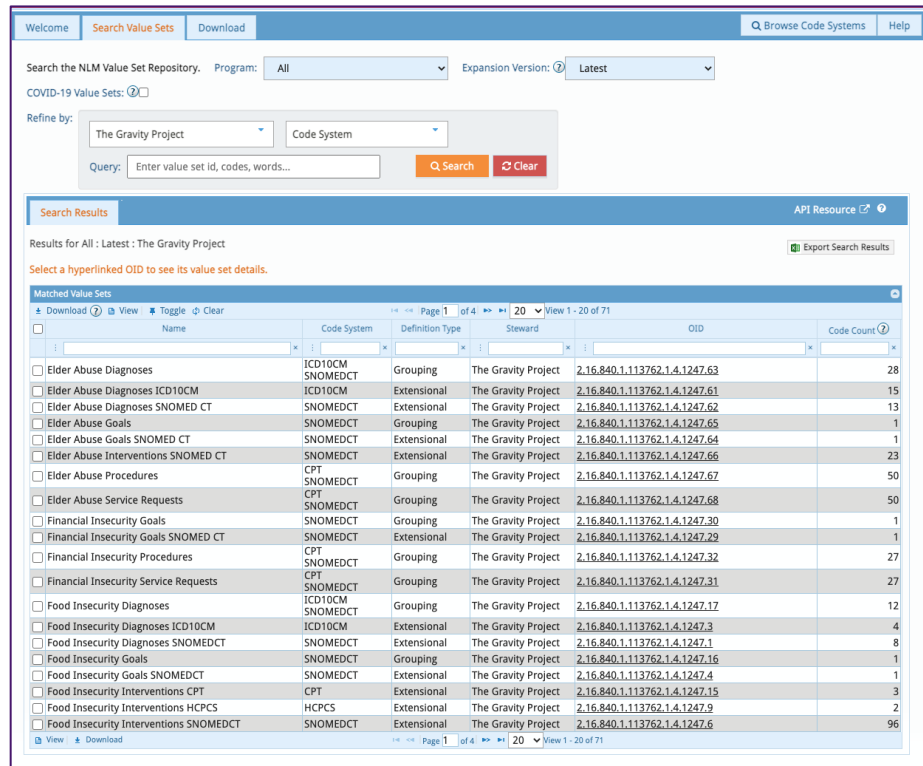 Welcome Search Value Sets Download Browse Code Systems Help
Search the NLM Value Set Repository. Program: All Expansion Version: ? Latest
COVID-19 Value Sets: ?
Refine by:
The Gravity Project Code System
Query: Enter value set id, codes, words... Search Clear
Search Results API Resource ?
Results for All : Latest : The Gravity Project
Export Search Results
Select a hyperlinked OID to see its value set details.
Matched Value Sets
Download ? View Toggle Clear Page 1 of 4 20 View 1 - 20 of 71
Name Code System Definition Type Steward OID Code Count ?
: x : x x : x : x x
Elder Abuse Diagnoses ICD10CM SNOMEDCT Grouping The Gravity Project 2.16.840.1.113762.1.4.1247.63 28
Elder Abuse Diagnoses ICD10CM ICD10CM Extensional The Gravity Project 2.16.840.1.113762.1.4.1247.61 15
Elder Abuse Diagnoses SNOMED CT SNOMEDCT Extensional The Gravity Project 2.16.840.1.113762.1.4.1247.62 13
Elder Abuse Goals SNOMEDCT Grouping The Gravity Project 2.16.840.1.113762.1.4.1247.65 1
Elder Abuse Goals SNOMED CT SNOMEDCT Extensional The Gravity Project 2.16.840.1.113762.1.4.1247.64 1
Elder Abuse Interventions SNOMED CT SNOMEDCT Extensional The Gravity Project 2.16.840.1.113762.1.4.1247.66 23
Elder Abuse Procedures CPT SNOMEDCT Grouping The Gravity Project 2.16.840.1.113762.1.4.1247.67 50
Elder Abuse Service Requests CPT SNOMEDCT Grouping The Gravity Project 2.16.840.1.113762.1.4.1247.68 50
Financial Insecurity Goals SNOMEDCT Grouping The Gravity Project 2.16.840.1.113762.1.4.1247.30 1
Financial Insecurity Goals SNOMED CT SNOMEDCT Extensional The Gravity Project 2.16.840.1.113762.1.4.1247.29 1
Financial Insecurity Procedures CPT SNOMEDCT Grouping The Gravity Project 2.16.840.1.113762.1.4.1247.32 27
Financial Insecurity Service Requests CPT SNOMEDCT Grouping The Gravity Project 2.16.840.1.113762.1.4.1247.31 27
Food Insecurity Diagnoses ICD10CM SNOMEDCT Grouping The Gravity Project 2.16.840.1.113762.1.4.1247.17 12
Food Insecurity Diagnoses ICD10CM ICD10CM Extensional The Gravity Project 2.16.840.1.113762.1.4.1247.3 4
Food Insecurity Diagnoses SNOMEDCT SNOMEDCT Extensional The Gravity Project 2.16.840.1.113762.1.4.1247.1 8
Food Insecurity Goals SNOMEDCT Grouping The Gravity Project 2.16.840.1.113762.1.4.1247.16 1
Food Insecurity Goals SNOMEDCT SNOMEDCT Extensional The Gravity Project 2.16.840.1.113762.1.4.1247.4 1
Food Insecurity Interventions CPT CPT Extensional The Gravity Project 2.16.840.1.113762.1.4.1247.15 3
Food Insecurity Interventions HCPCS HCPCS Extensional The Gravity Project 2.16.840.1.113762.1.4.1247.9 2
Food Insecurity Interventions SNOMEDCT SNOMEDCT Extensional The Gravity Project 2.16.840.1.113762.1.4.1247.6 96
View Download Page 1 of 4 20 View 1 - 20 of 71